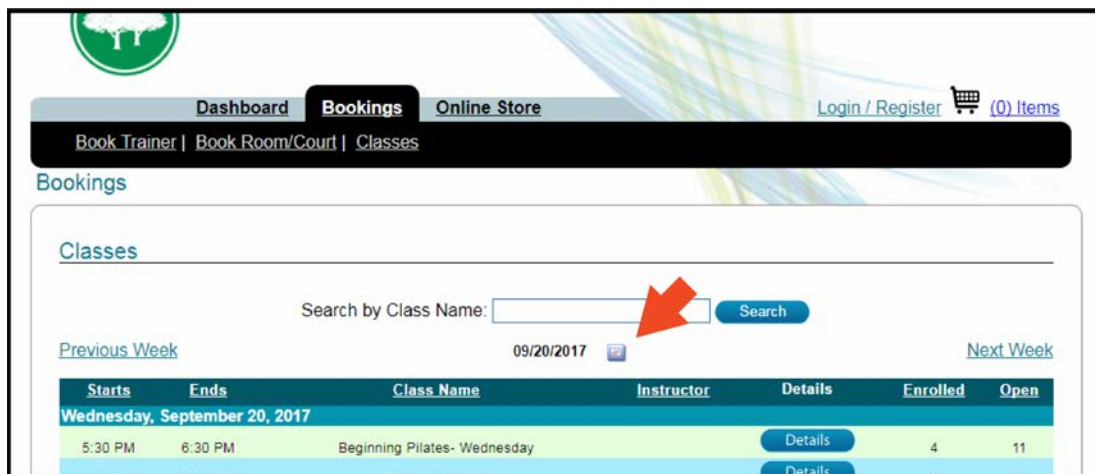 Dashboard Bookings Online Store Login / Register (0) Items
Book Trainer | Book Room/Court | Classes
Bookings
Classes
Search by Class Name: Search
Previous Week 09/20/2017 Next Week
Starts Ends Class Name Instructor Details Enrolled Open
Wednesday, September 20, 2017
5:30 PM 6:30 PM Beginning Pilates- Wednesday Details 4 11
Details